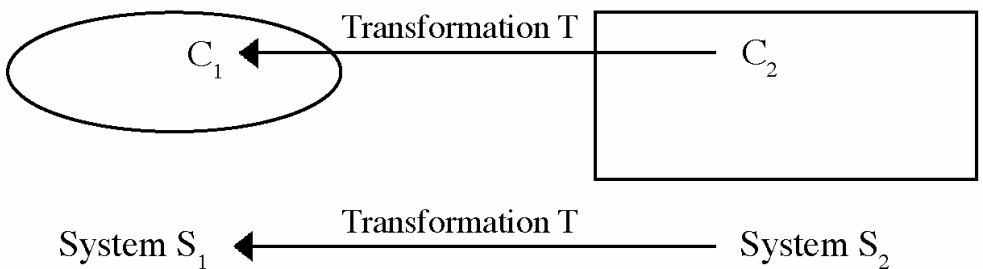 Transformation T
C₁ C₂
Transformation T
System S₁ System S₂